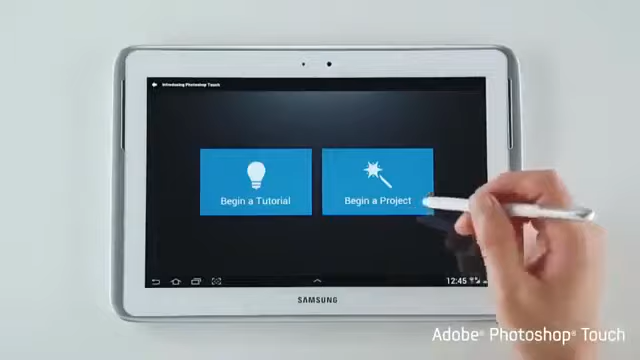 Introducing Photoshop Touch
Begin a Tutorial
Begin a Project
12:45
SAMSUNG
Adobe® Photoshop® Touch